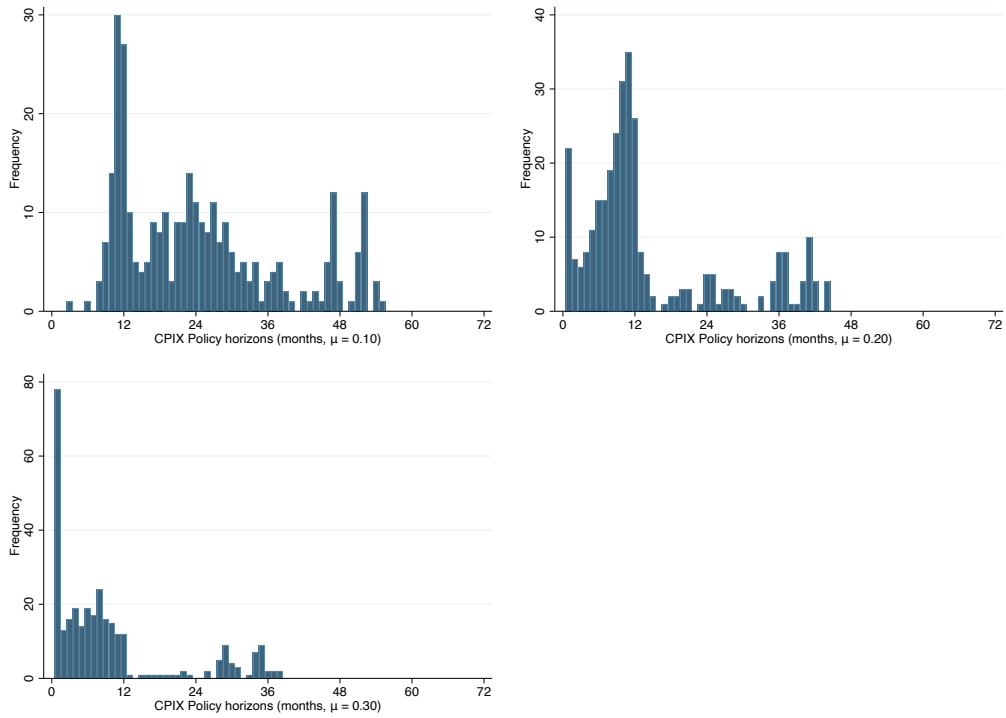 30
20
10
0
Frequency
0 12 24 36 48 60 72
CPIX Policy horizons (months, μ = 0.10)
40
30
20
10
0
Frequency
0 12 24 36 48 60 72
CPIX Policy horizons (months, μ = 0.20)
80
60
40
20
0
Frequency
0 12 24 36 48 60 72
CPIX Policy horizons (months, μ = 0.30)